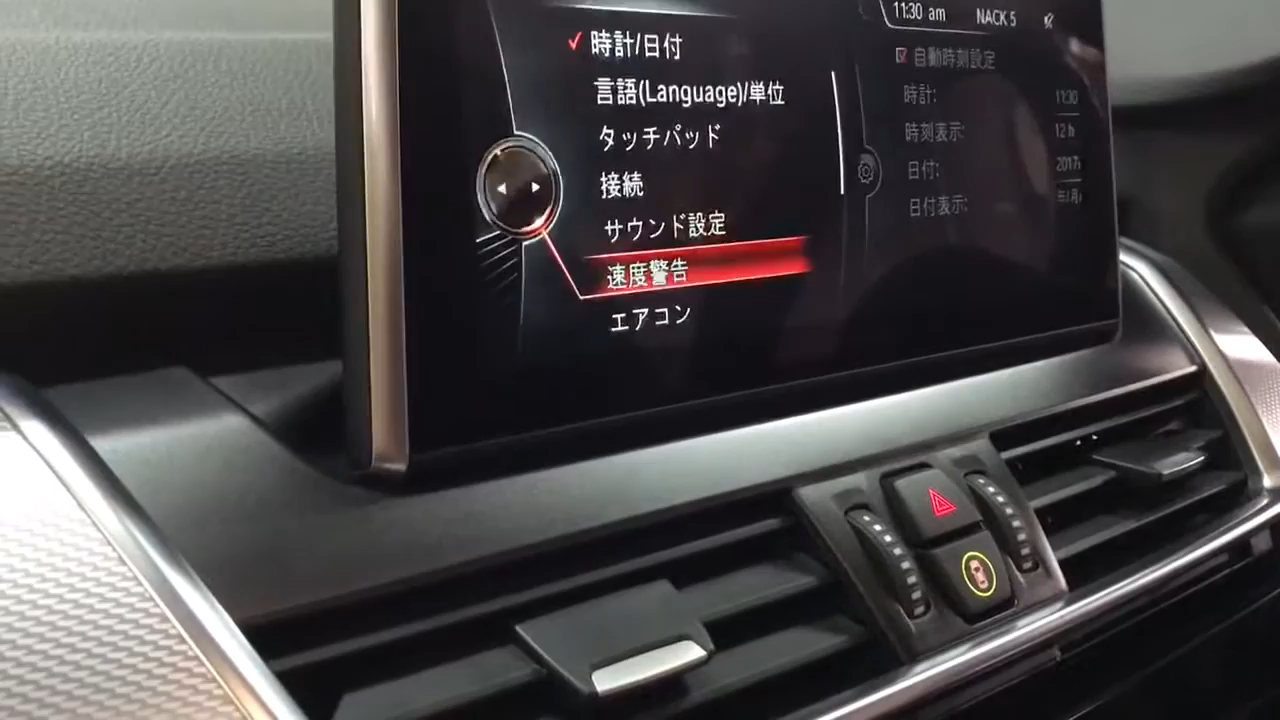 時計/日付
言語(Language)/単位
タッチパッド
接続
サウンド設定
速度警告
エアコン
11:30 am NACK 5
自動時刻設定
時計: 11:30
時刻表示: 12 h
日付: 2017
日付表示: